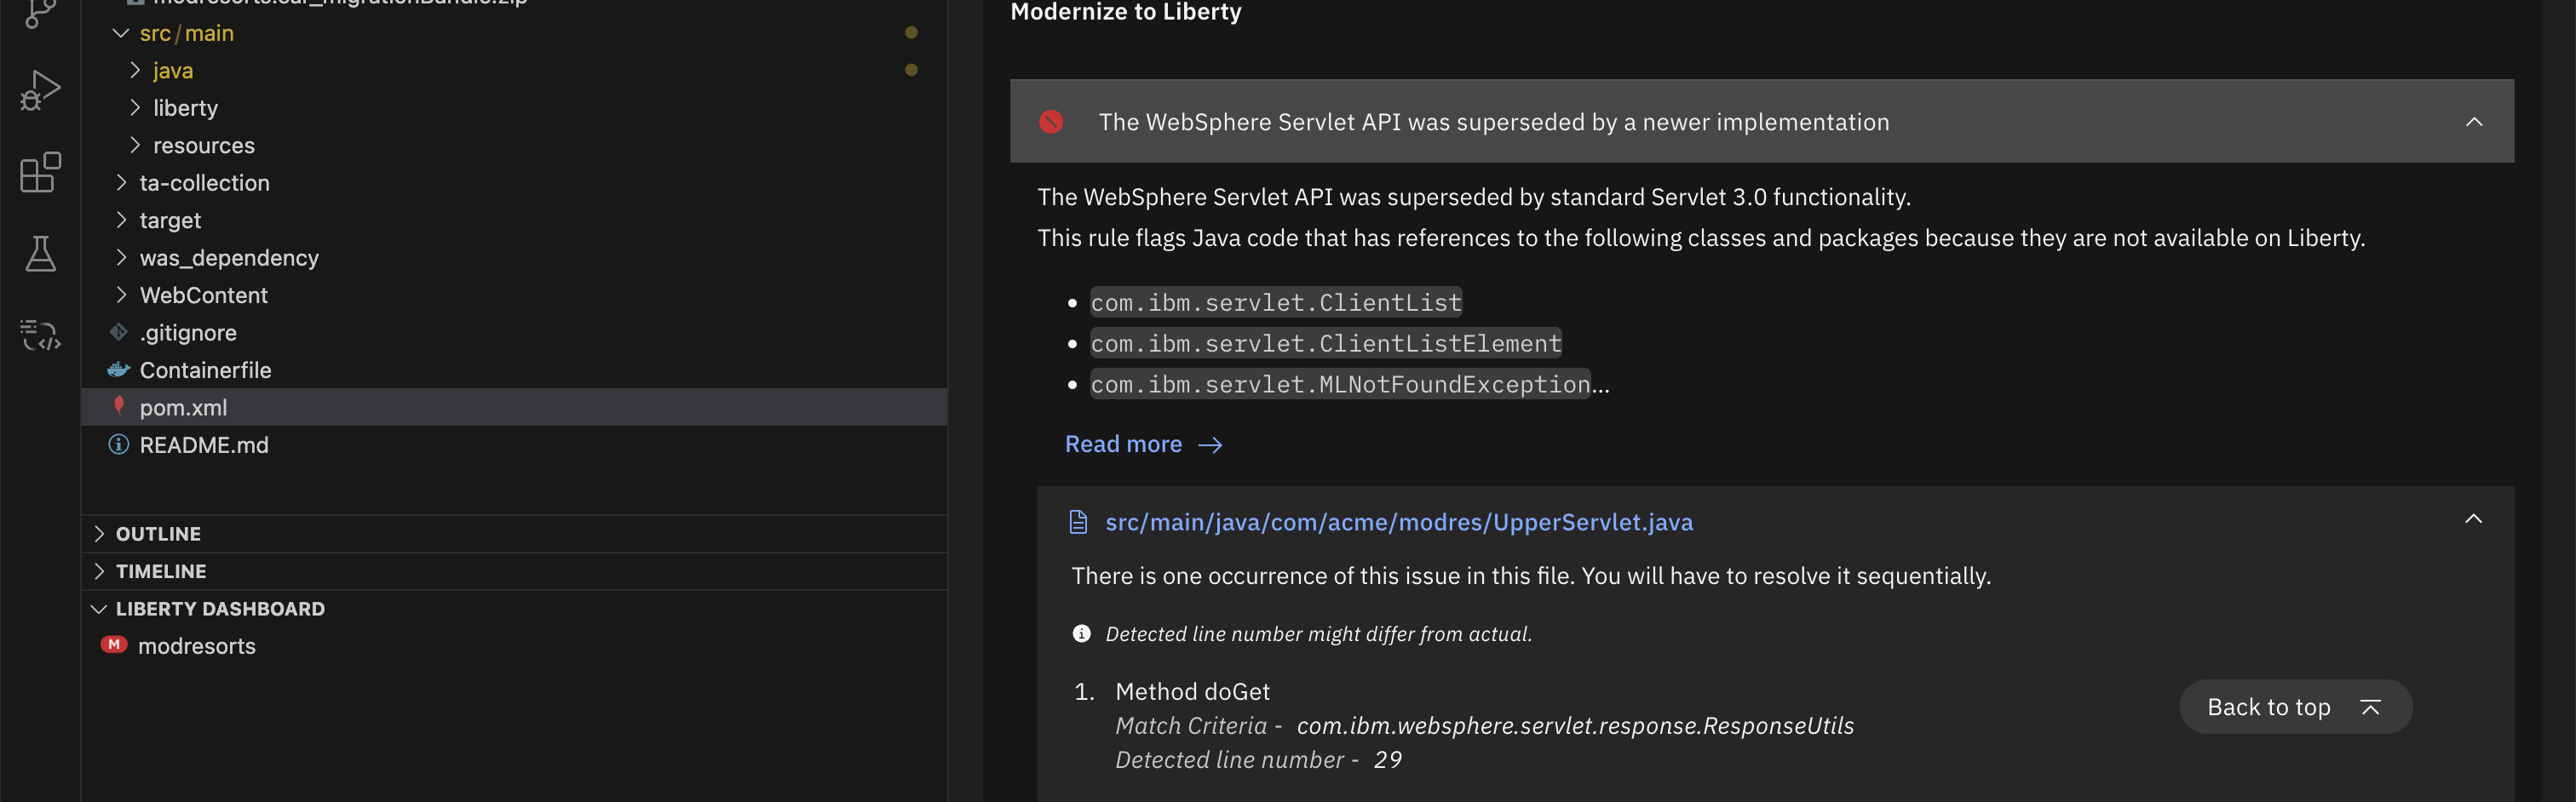 modresorts.ear_migrationBundle.zip
src/main
java
liberty
resources
ta-collection
target
was_dependency
WebContent
.gitignore
Containerfile
pom.xml
README.md
OUTLINE
TIMELINE
LIBERTY DASHBOARD
M modresorts
Modernize to Liberty
The WebSphere Servlet API was superseded by a newer implementation
The WebSphere Servlet API was superseded by standard Servlet 3.0 functionality.
This rule flags Java code that has references to the following classes and packages because they are not available on Liberty.
• com.ibm.servlet.ClientList
• com.ibm.servlet.ClientListElement
• com.ibm.servlet.MLNotFoundException...
Read more →
src/main/java/com/acme/modres/UpperServlet.java
There is one occurrence of this issue in this file. You will have to resolve it sequentially.
Detected line number might differ from actual.
1. Method doGet
Match Criteria - com.ibm.websphere.servlet.response.ResponseUtils
Detected line number - 29
Back to top